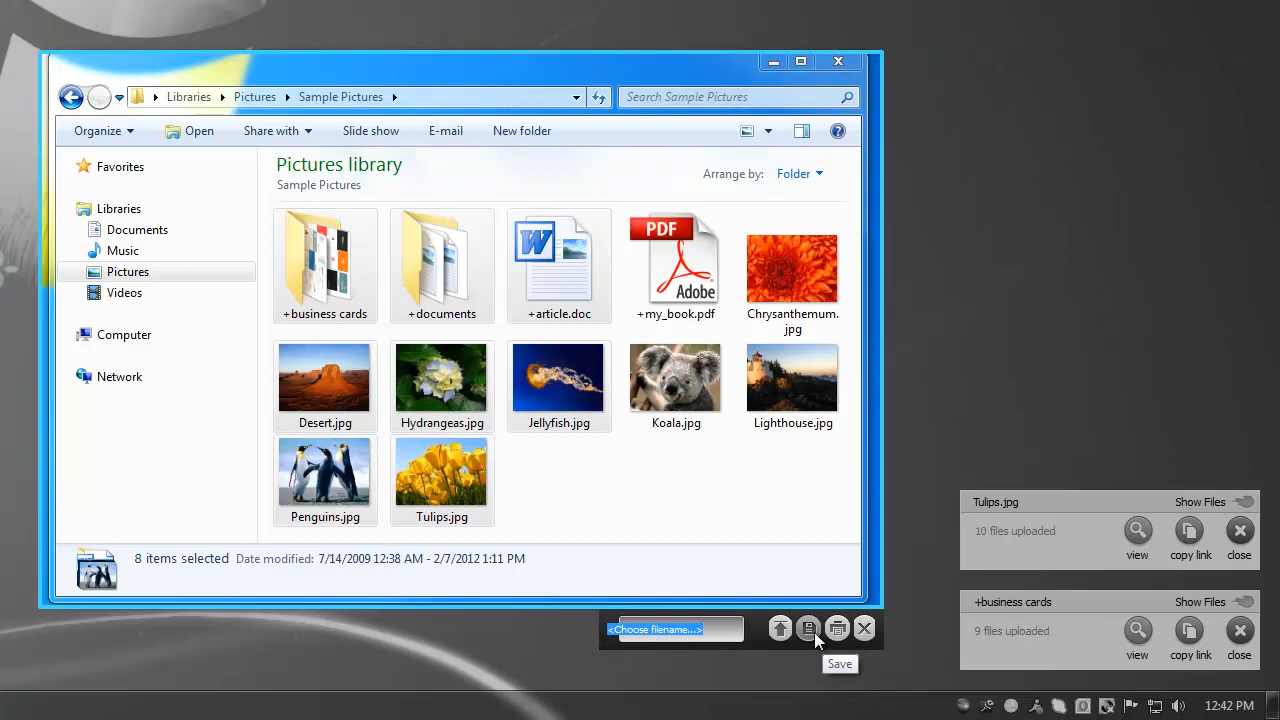 Libraries Pictures Sample Pictures
Search Sample Pictures
Organize Open Share with Slide show E-mail New folder
Favorites
Libraries
Documents
Music
Pictures
Videos
Computer
Network
Pictures library
Sample Pictures
Arrange by: Folder
PDF
Adobe
W
+business cards +documents +article.doc +my_book.pdf Chrysanthemum.
jpg
Desert.jpg Hydrangeas.jpg Jellyfish.jpg Koala.jpg Lighthouse.jpg
Penguins.jpg Tulips.jpg
8 items selected Date modified: 7/14/2009 12:38 AM - 2/7/2012 1:11 PM
<Choose filename...>
Save
Tulips.jpg Show Files
10 files uploaded
view copy link close
+business cards Show Files
9 files uploaded
view copy link close
12:42 PM